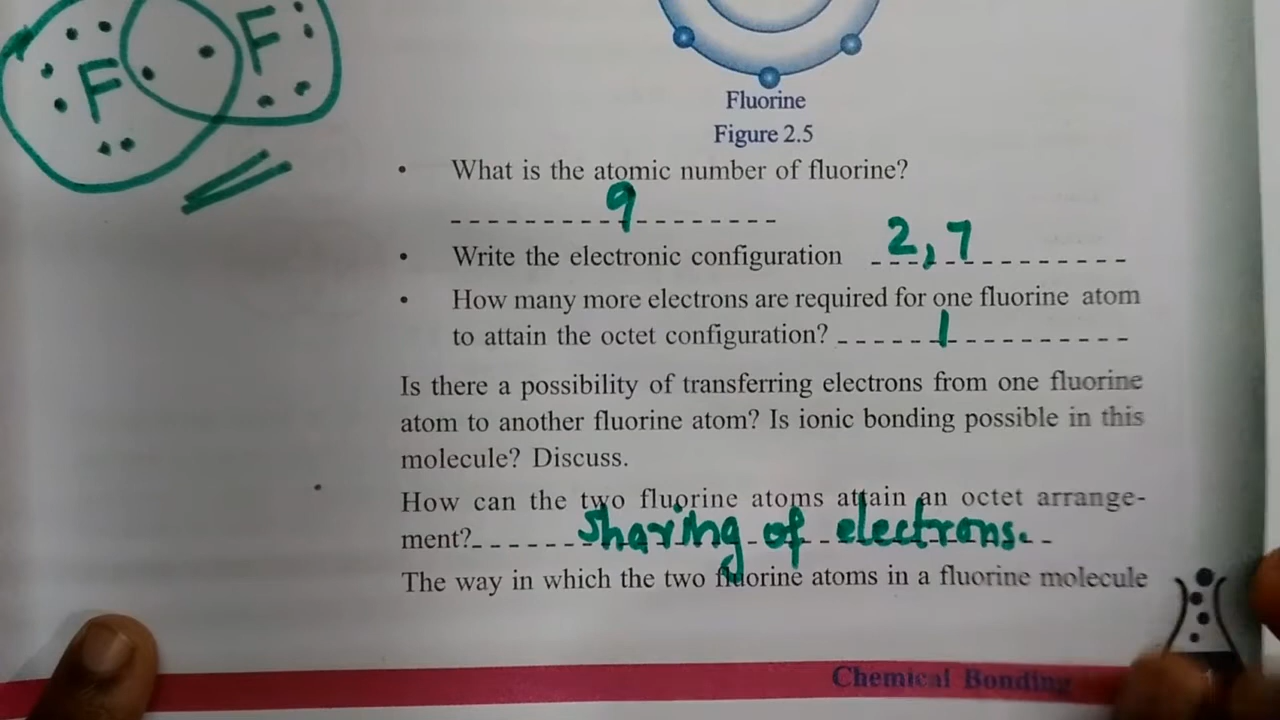 F
F
Fluorine
Figure 2.5
• What is the atomic number of fluorine?
9
• Write the electronic configuration 2,7
• How many more electrons are required for one fluorine atom
to attain the octet configuration? 1
Is there a possibility of transferring electrons from one fluorine
atom to another fluorine atom? Is ionic bonding possible in this
molecule? Discuss.
How can the two fluorine atoms attain an octet arrange-
ment? Sharing of electrons.
The way in which the two fluorine atoms in a fluorine molecule
Chemical Bonding